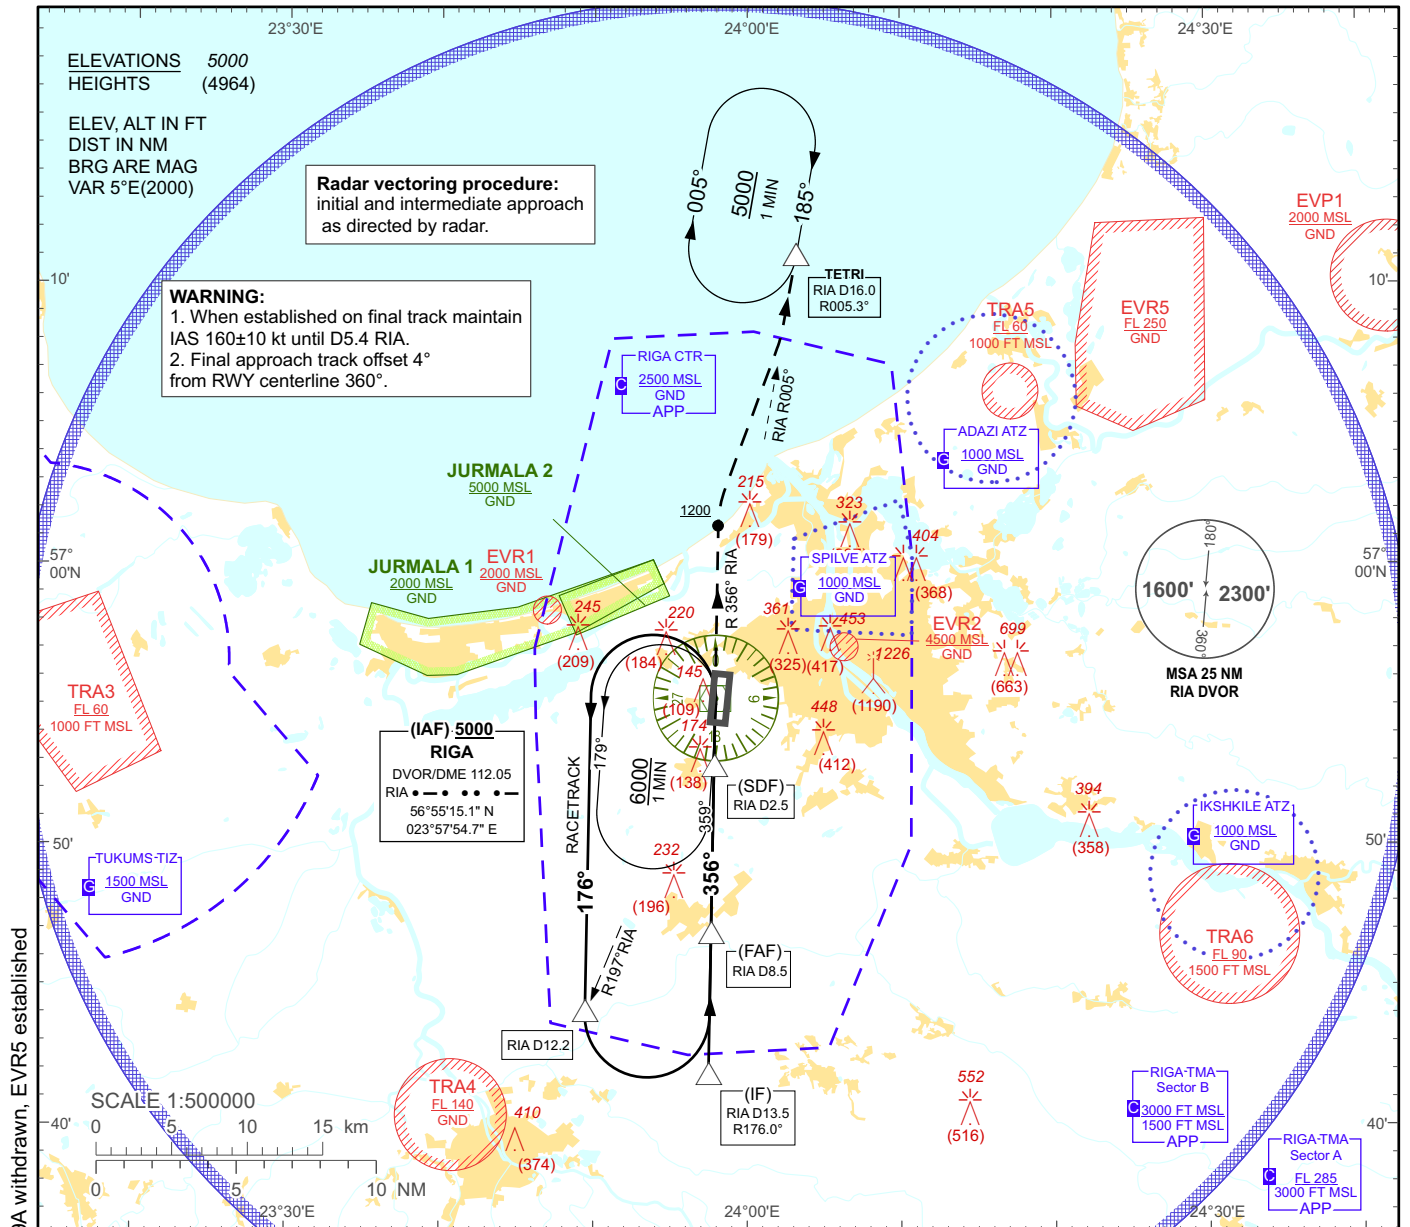 23°30'E
24°00'E
24°30'E
ELEVATIONS 5000
HEIGHTS (4964)
ELEV, ALT IN FT
DIST IN NM
BRG ARE MAG
VAR 5°E(2000)
Radar vectoring procedure:
initial and intermediate approach
as directed by radar.
005°
5000
1 MIN
185°
EVP1
2000 MSL
GND
10'
10'
TETRI
RIA D16.0
R005.3°
WARNING:
1. When established on final track maintain
IAS 160±10 kt until D5.4 RIA.
2. Final approach track offset 4°
from RWY centerline 360°.
TRA5
FL 60
1000 FT MSL
EVR5
FL 250
GND
RIGA CTR
C
2500 MSL
GND
APP
RIA R005°
ADAZI ATZ
G
1000 MSL
GND
JURMALA 2
5000 MSL
GND
215
(179)
1200
323
404
(368)
57°
00'N
57°
00'N
SPILVE ATZ
G
1000 MSL
GND
180°
1600' 2300'
360°
MSA 25 NM
RIA DVOR
JURMALA 1
2000 MSL
GND
EVR1
2000 MSL
GND
R 356° RIA
245
(209)
220
(184)
361
(325)
453
(417)
EVR2
4500 MSL
GND
1226
(1190)
699
(663)
145
(109)
27
6
174
(138)
448
(412)
TRA3
FL 60
1000 FT MSL
(IAF) 5000
RIGA
DVOR/DME 112.05
RIA
56°55'15.1" N
023°57'54.7" E
RACETRACK
179°
6000
1 MIN
359°
(SDF)
RIA D2.5
394
(358)
IKSHKILE ATZ
G
1000 MSL
GND
50'
50'
TUKUMS-TIZ
G
1500 MSL
GND
232
(196)
176°
356°
R197°RIA
(FAF)
RIA D8.5
TRA6
FL 90
1500 FT MSL
RIA D12.2
(IF)
RIA D13.5
R176.0°
TRA4
FL 140
GND
410
(374)
552
(516)
RIGA-TMA
Sector B
C
3000 FT MSL
1500 FT MSL
APP
RIGA-TMA
Sector A
C
FL 285
3000 FT MSL
APP
SCALE 1:500000
0 5 10 15 km
0 5 10 NM
40'
40'
23°30'E
24°00'E
24°30'E
withdrawn, EVR5 established